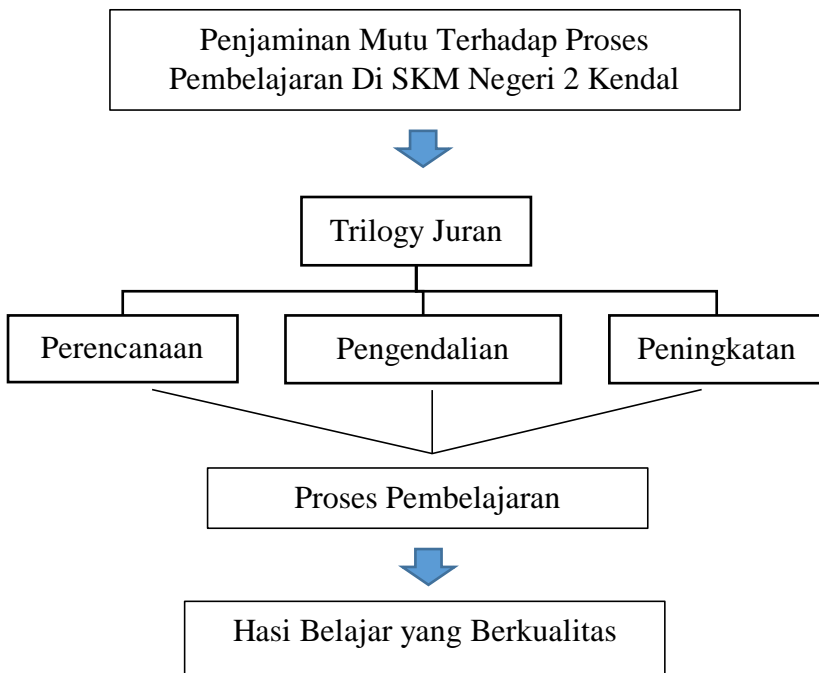 Penjaminan Mutu Terhadap Proses
Pembelajaran Di SKM Negeri 2 Kendal
Trilogy Juran
Perencanaan
Pengendalian
Peningkatan
Proses Pembelajaran
Hasi Belajar yang Berkualitas